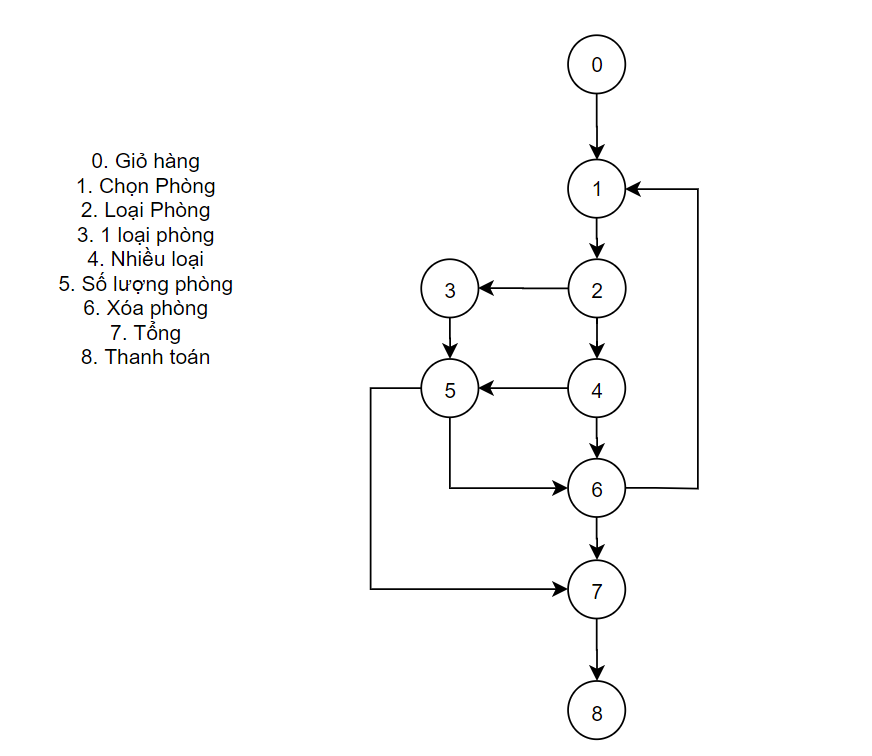 0
0. Giỏ hàng
1. Chọn Phòng
2. Loại Phòng
3. 1 loại phòng
4. Nhiều loại
5. Số lượng phòng
6. Xóa phòng
7. Tổng
8. Thanh toán
1
3
2
5
4
6
7
8